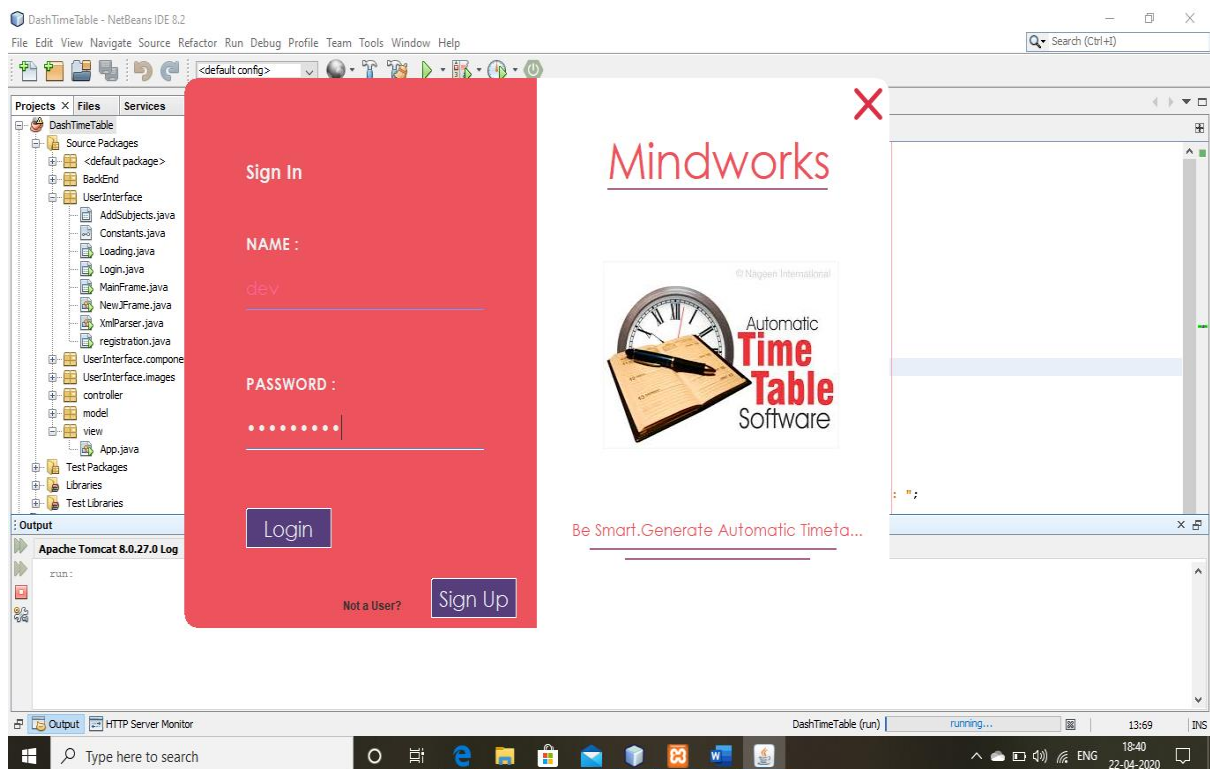 DashTimeTable - NetBeans IDE 8.2
File Edit View Navigate Source Refactor Run Debug Profile Team Tools Window Help
Search (Ctrl+I)
<default config>
Projects × Files Services
DashTimeTable
Source Packages
<default package>
BackEnd
UserInterface
AddSubjects.java
Constants.java
Loading.java
Login.java
MainFrame.java
NewJFrame.java
XmlParser.java
registration.java
UserInterface.compone
UserInterface.images
controller
model
view
App.java
Test Packages
Libraries
Test Libraries
Sign In
NAME :
dev
PASSWORD :
•••••••••
Login
Not a User?
Sign Up
Mindworks
© Nageen International
Automatic
Time
Table
Software
Be Smart.Generate Automatic Timeta...
: ";
Output
Apache Tomcat 8.0.27.0 Log
run:
Output HTTP Server Monitor
DashTimeTable (run) running... 13:69 INS
Type here to search
ENG
18:40
22-04-2020